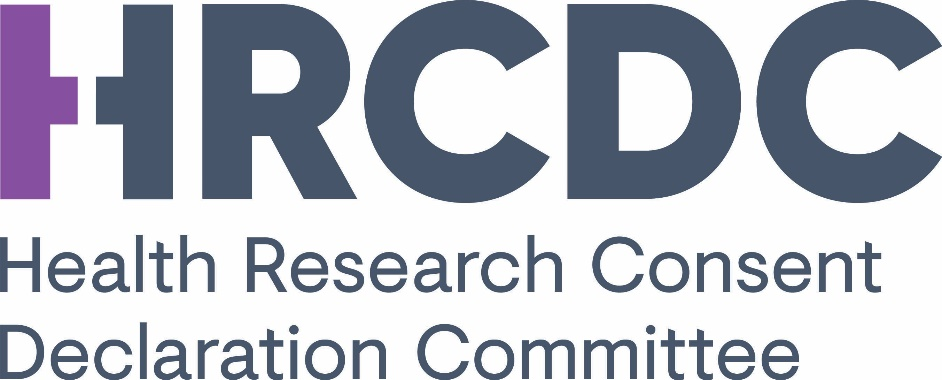 HRCDC
Health Research Consent
Declaration Committee